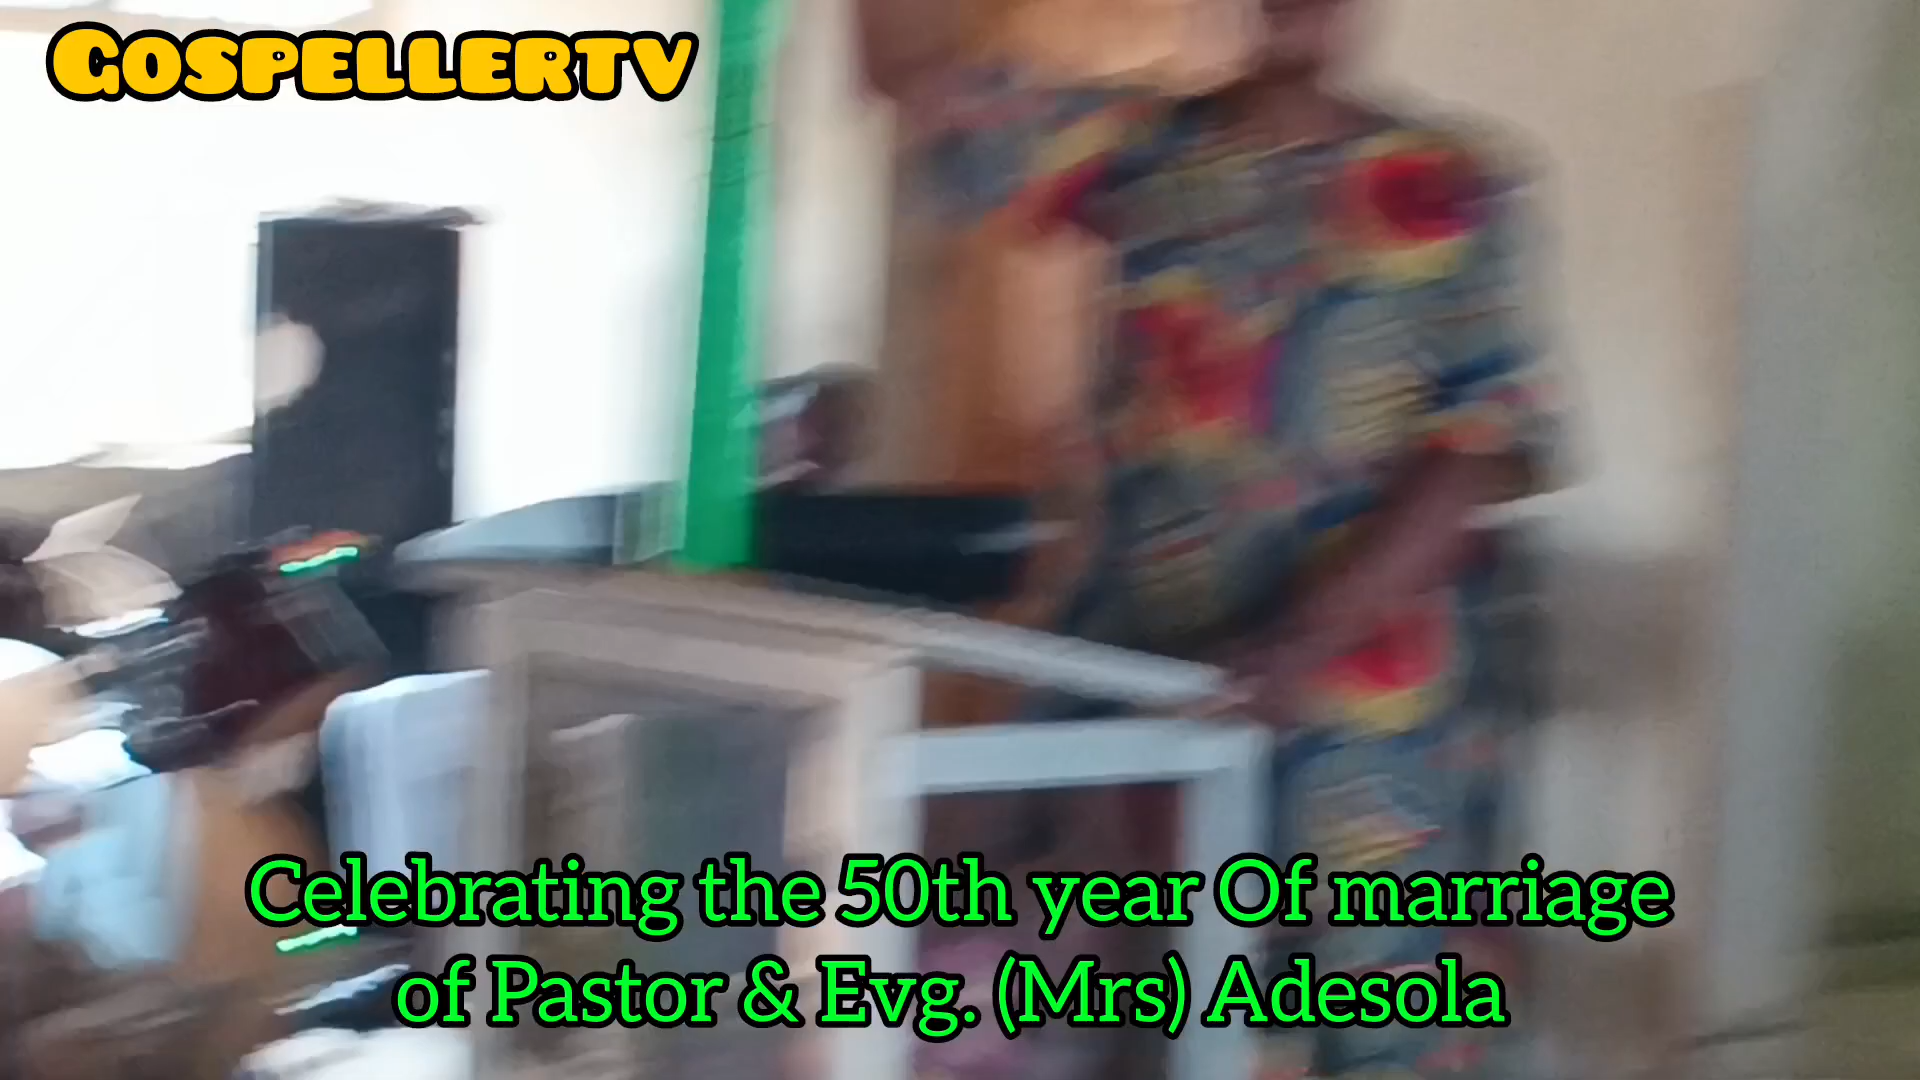 GOSPELLERTV
Celebrating the 50th year Of marriage
of Pastor & Evg. (Mrs) Adesola